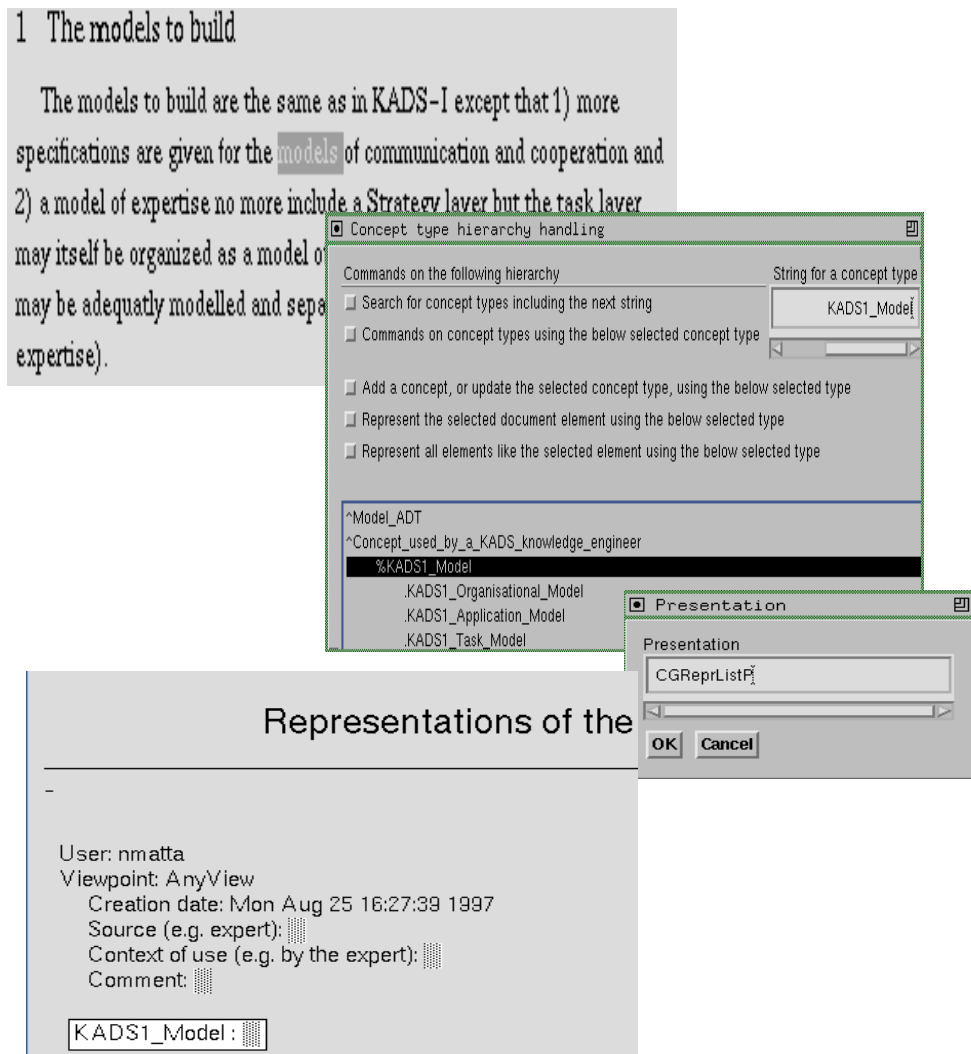 1 The models to build
The models to build are the same as in KADS-I except that 1) more
specifications are given for the models of communication and cooperation and
2) a model of expertise no more include a Strategy layer but the task layer
may itself be organized as a model o
may be adequatly modelled and sepa
expertise).
Concept type hierarchy handling
Commands on the following hierarchy
String for a concept type
Search for concept types including the next string
KADS1_Model
Commands on concept types using the below selected concept type
Add a concept, or update the selected concept type, using the below selected type
Represent the selected document element using the below selected type
Represent all elements like the selected element using the below selected type
^Model_ADT
^Concept_used_by_a_KADS_knowledge_engineer
%KADS1_Model
.KADS1_Organisational_Model
.KADS1_Application_Model
.KADS1_Task_Model
Presentation
Presentation
CGReprListP
OK Cancel
Representations of the
-
User: nmatta
Viewpoint: AnyView
Creation date: Mon Aug 25 16:27:39 1997
Source (e.g. expert):
Context of use (e.g. by the expert):
Comment:
KADS1_Model :